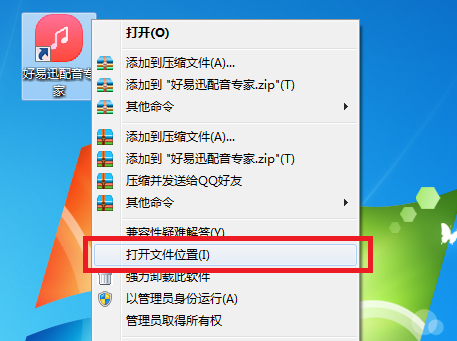 好易迅配音专
家
打开(O)
添加到压缩文件(A)...
添加到 "好易迅配音专家.zip"(T)
其他命令
添加到压缩文件(A)...
添加到 "好易迅配音专家.zip"(T)
压缩并发送给QQ好友
其他命令
兼容性疑难解答(Y)
打开文件位置(I)
强力卸载此软件
以管理员身份运行(A)
管理员取得所有权